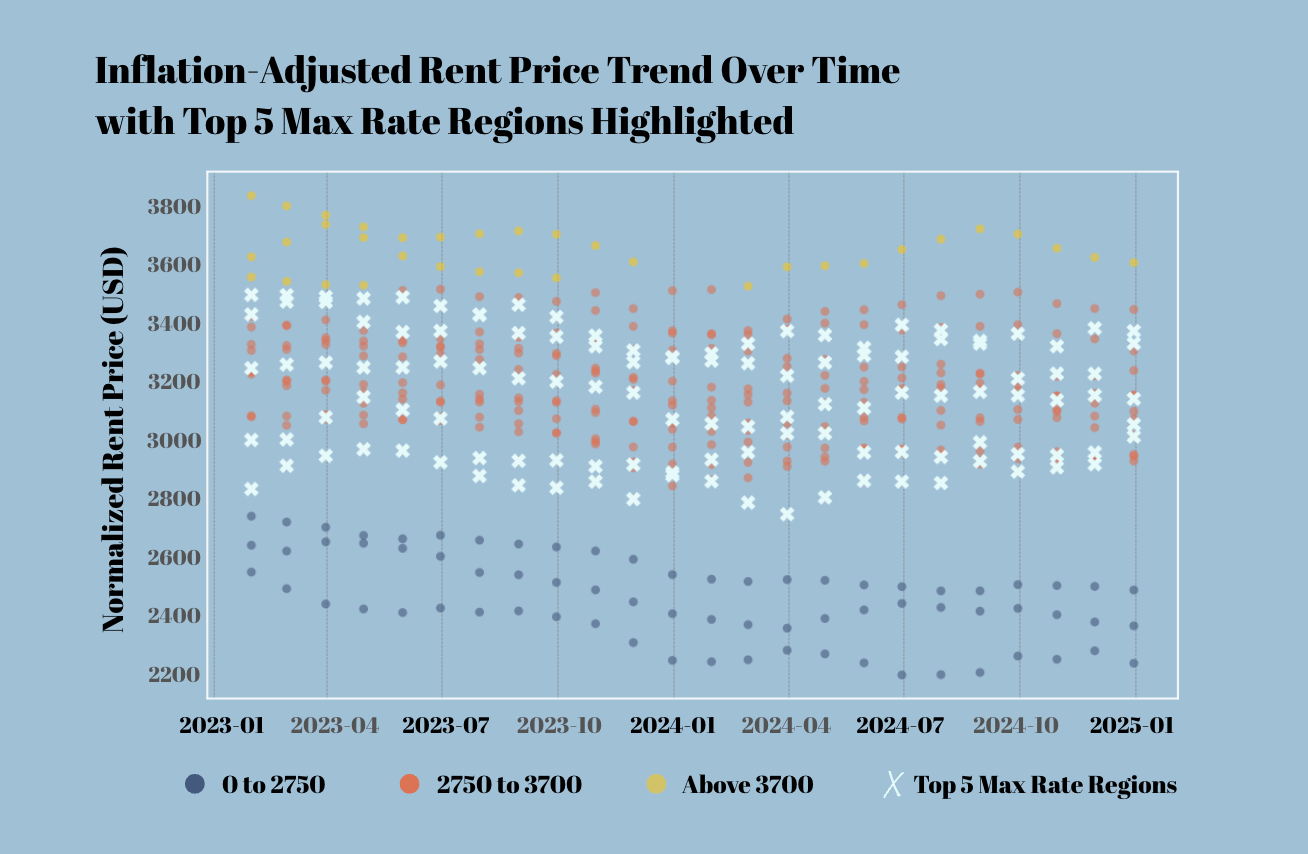 Inflation-Adjusted Rent Price Trend Over Time
with Top 5 Max Rate Regions Highlighted
Normalized Rent Price (USD)
3800
3600
3400
3200
3000
2800
2600
2400
2200
2023-01 2023-04 2023-07 2023-10 2024-01 2024-04 2024-07 2024-10 2025-01
0 to 2750 2750 to 3700 Above 3700 Top 5 Max Rate Regions